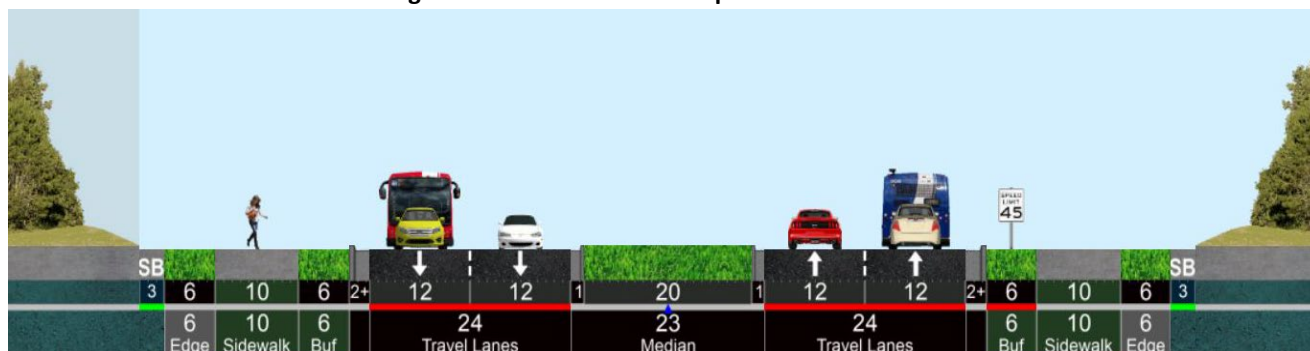 SPEED
LIMIT
45
SB SB
3 6 10 6 2+ 12 12 1 20 1 12 12 2+ 6 10 6 3
6 10 6 24 23 24 6 10 6
Edge Sidewalk Buf Travel Lanes Median Travel Lanes Buf Sidewalk Edge